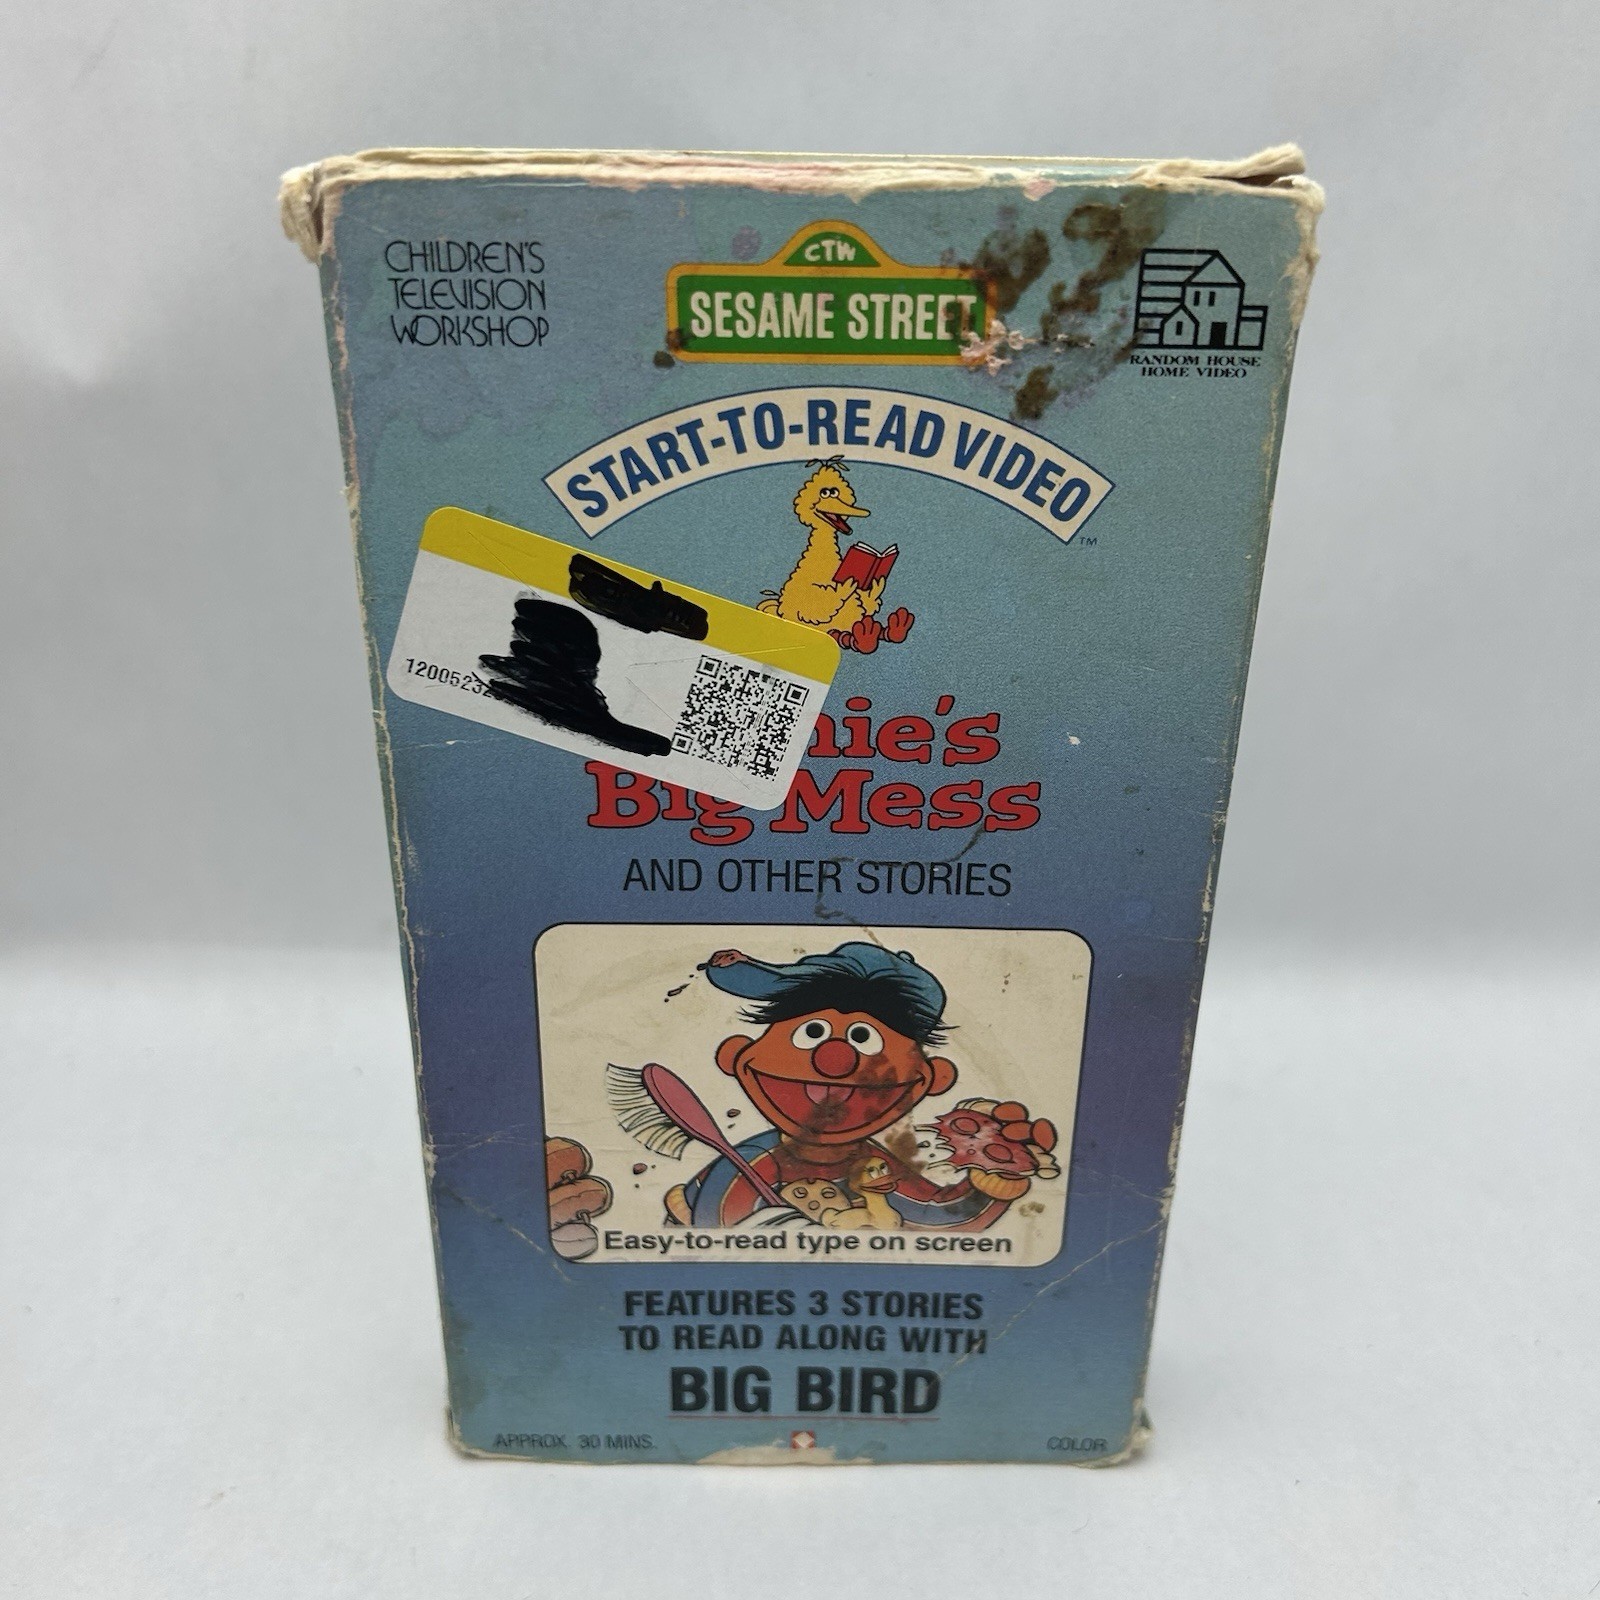 CHILDREN'S
TELEVISION
WORKSHOP
CTW
SESAME STREET
RANDOM HOUSE
HOME VIDEO
START-TO-READ VIDEO
TM
1200523
nie's
Big Mess
AND OTHER STORIES
Easy-to-read type on screen
FEATURES 3 STORIES
TO READ ALONG WITH
BIG BIRD
APPROX. 30 MINS.
COLOR